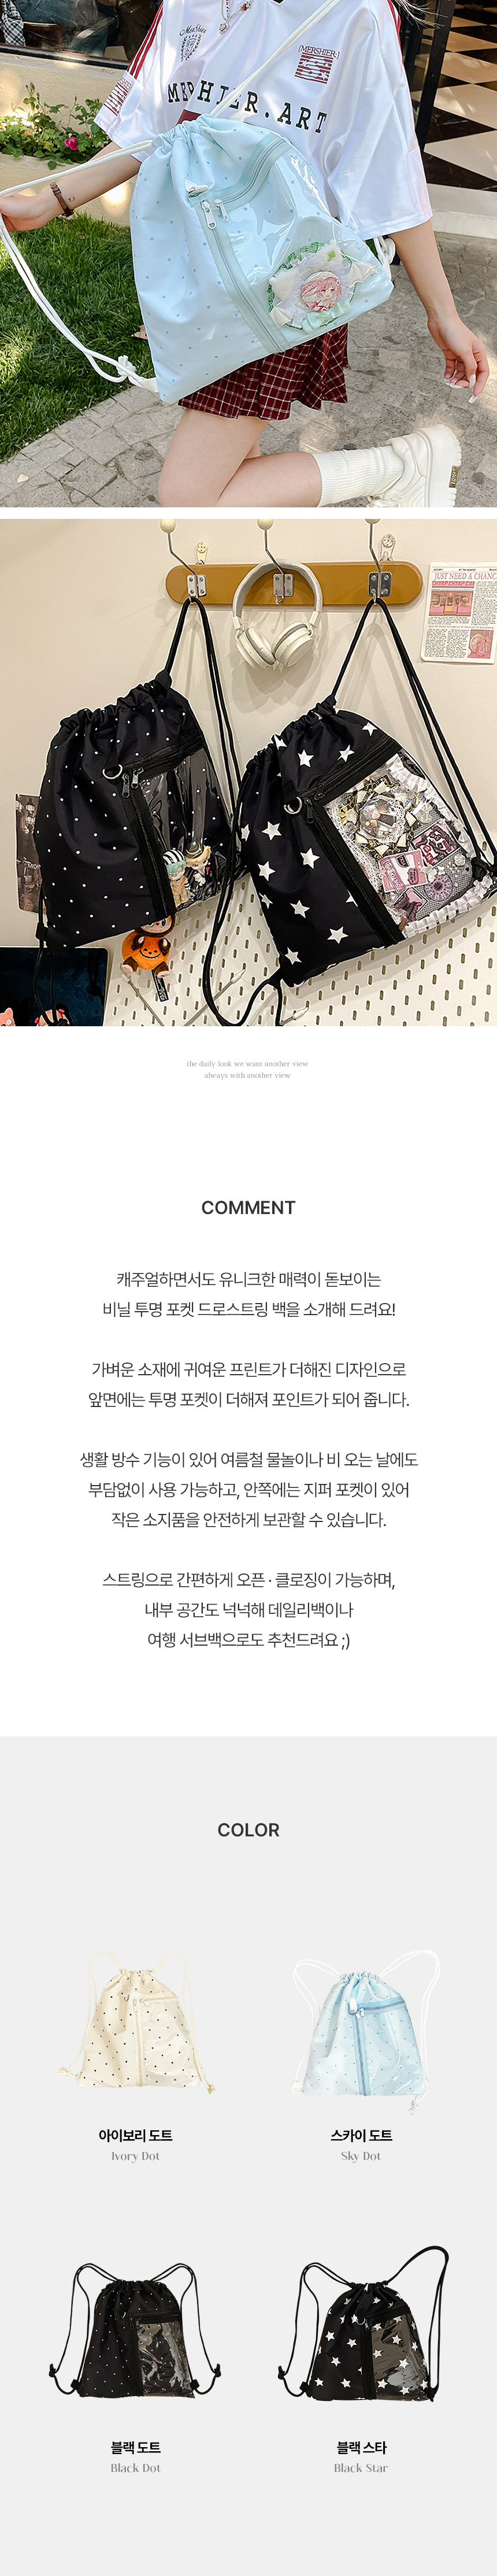 Mer Shier
[MERSHIER-]
MERSHIER.ART
JUST NEED A CHANC
the daily look we want another view
always with another view
COMMENT
캐주얼하면서도 유니크한 매력이 돋보이는
비닐 투명 포켓 드로스트링 백을 소개해 드려요!
가벼운 소재에 귀여운 프린트가 더해진 디자인으로
앞면에는 투명 포켓이 더해져 포인트가 되어 줍니다.
생활 방수 기능이 있어 여름철 물놀이나 비 오는 날에도
부담없이 사용 가능하고, 안쪽에는 지퍼 포켓이 있어
작은 소지품을 안전하게 보관할 수 있습니다.
스트링으로 간편하게 오픈 · 클로징이 가능하며,
내부 공간도 넉넉해 데일리백이나
여행 서브백으로도 추천드려요 ;)
COLOR
아이보리 도트
Ivory Dot
스카이 도트
Sky Dot
블랙 도트
Black Dot
블랙 스타
Black Star